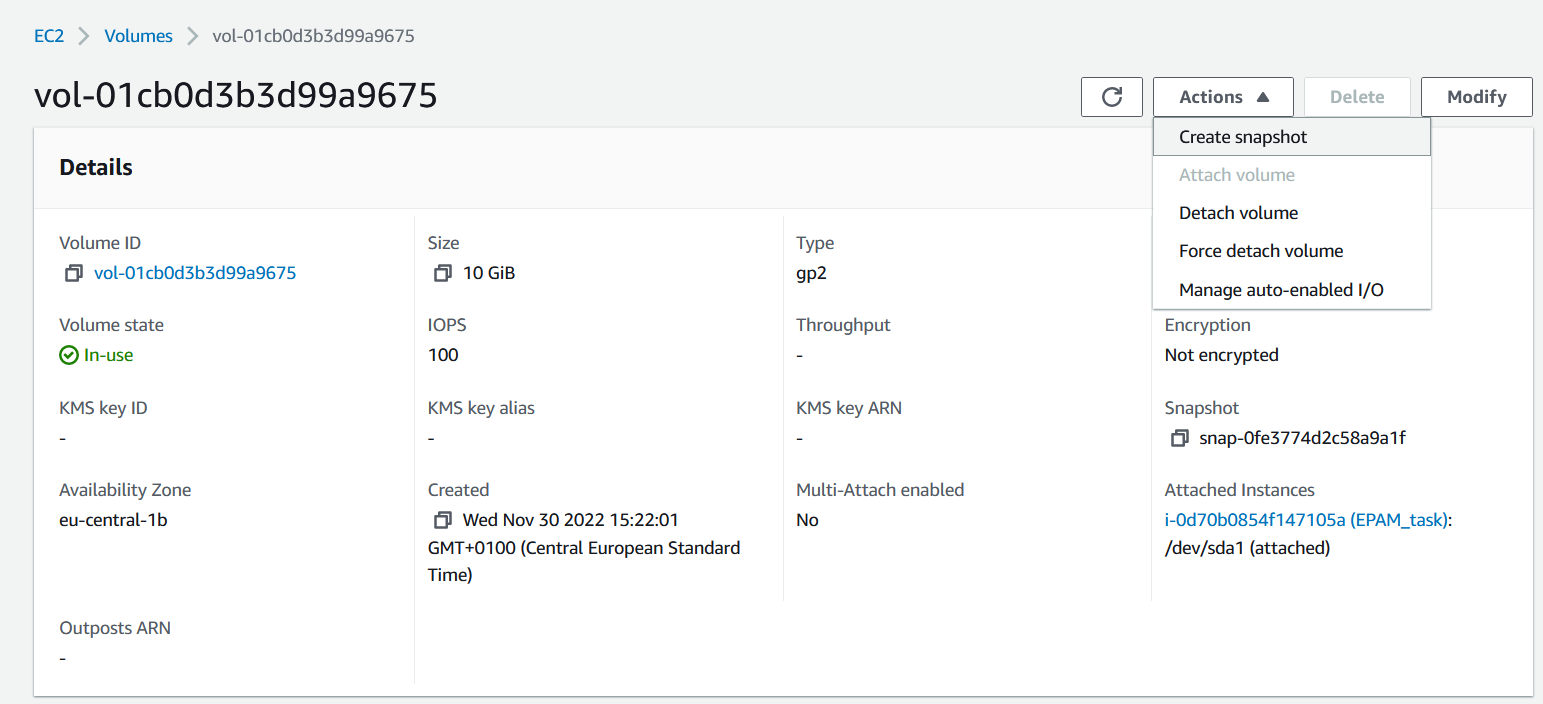 EC2 > Volumes > vol-01cb0d3b3d99a9675
vol-01cb0d3b3d99a9675
Actions Delete Modify
Create snapshot
Attach volume
Detach volume
Force detach volume
Manage auto-enabled I/O
Details
Volume ID
vol-01cb0d3b3d99a9675
Size
10 GiB
Type
gp2
Volume state
In-use
IOPS
100
Throughput
-
Encryption
Not encrypted
KMS key ID
-
KMS key alias
-
KMS key ARN
-
Snapshot
snap-0fe3774d2c58a9a1f
Availability Zone
eu-central-1b
Created
Wed Nov 30 2022 15:22:01
GMT+0100 (Central European Standard
Time)
Multi-Attach enabled
No
Attached Instances
i-0d70b0854f147105a (EPAM_task):
/dev/sda1 (attached)
Outposts ARN
-